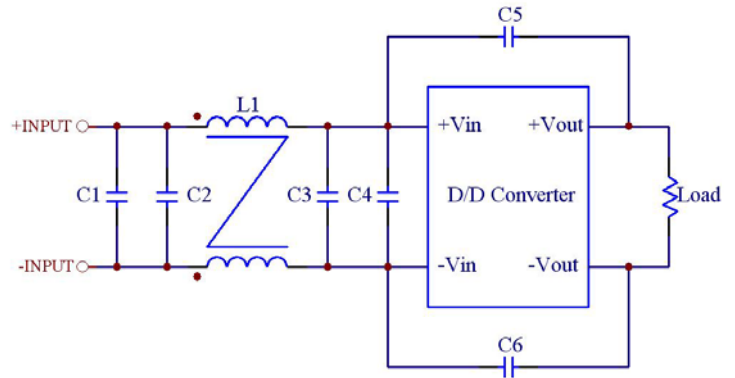 C5
L1
+INPUT
+Vin
+Vout
C1
C2
C3
C4
D/D Converter
Load
-INPUT
-Vin
-Vout
C6